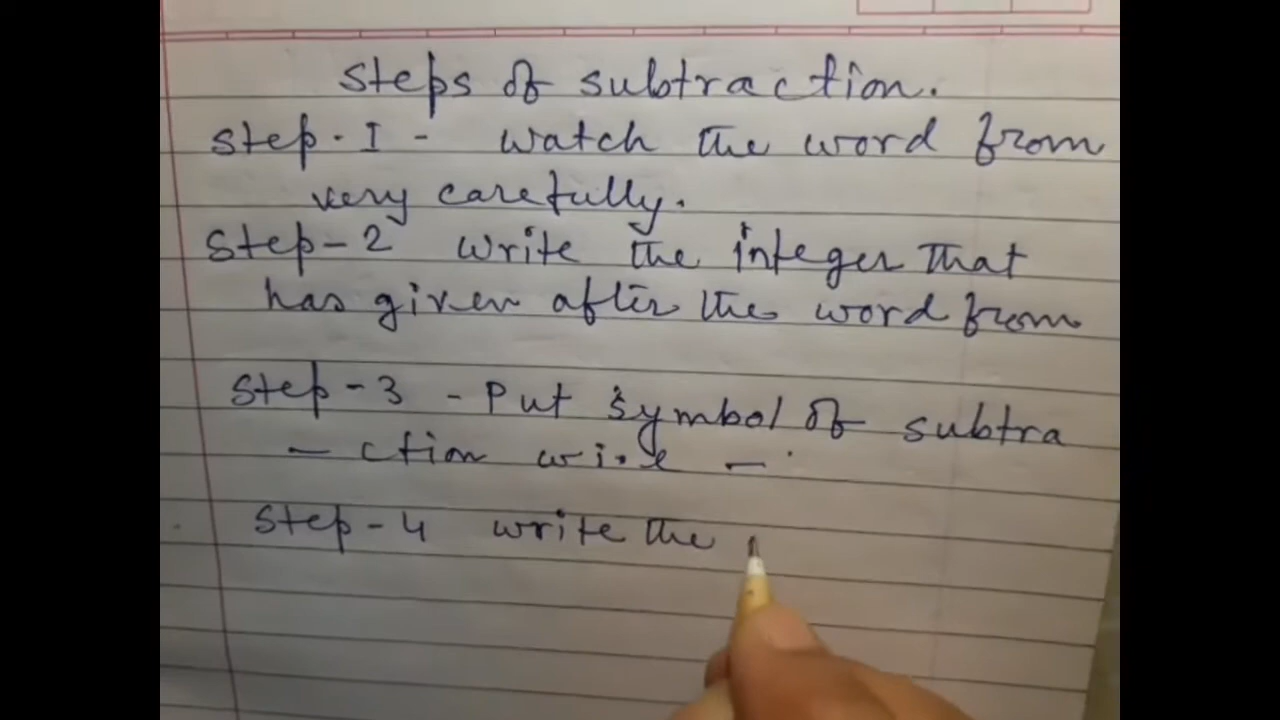 Steps of subtraction.
Step. I - Watch the word from
very carefully.
Step-2 Write the integer that
has given after the word from
Step-3 - Put symbol of subtra
- ction wise -
Step-4 write the